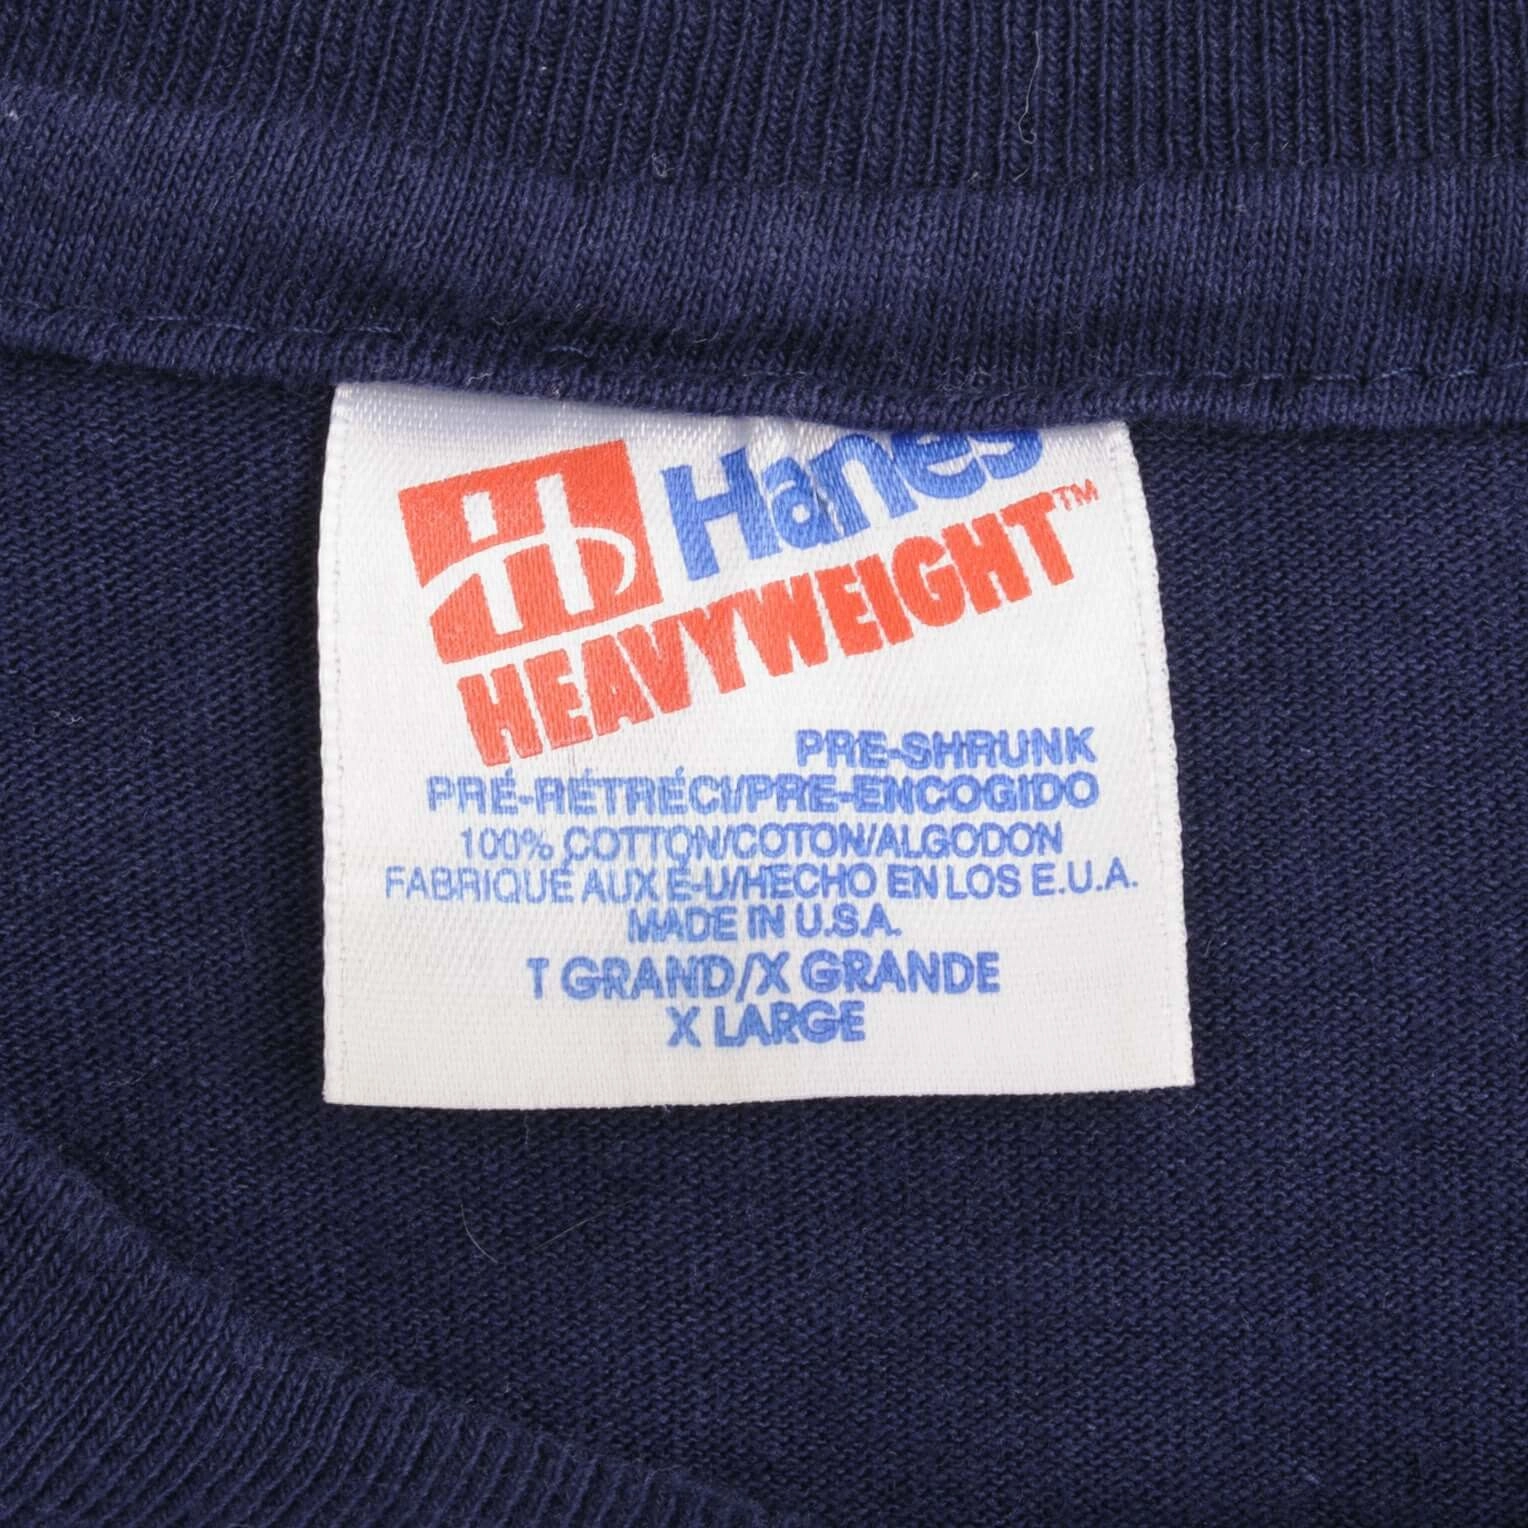 Hanes
HEAVYWEIGHT™
PRE-SHRUNK
PRÉ-RÉTRÉCI/PRE-ENCOGIDO
100% COTTON/COTON/ALGODON
FABRIQUÉ AUX É-U/HECHO EN LOS E.U.A.
MADE IN U.S.A.
T GRAND/X GRANDE
X LARGE